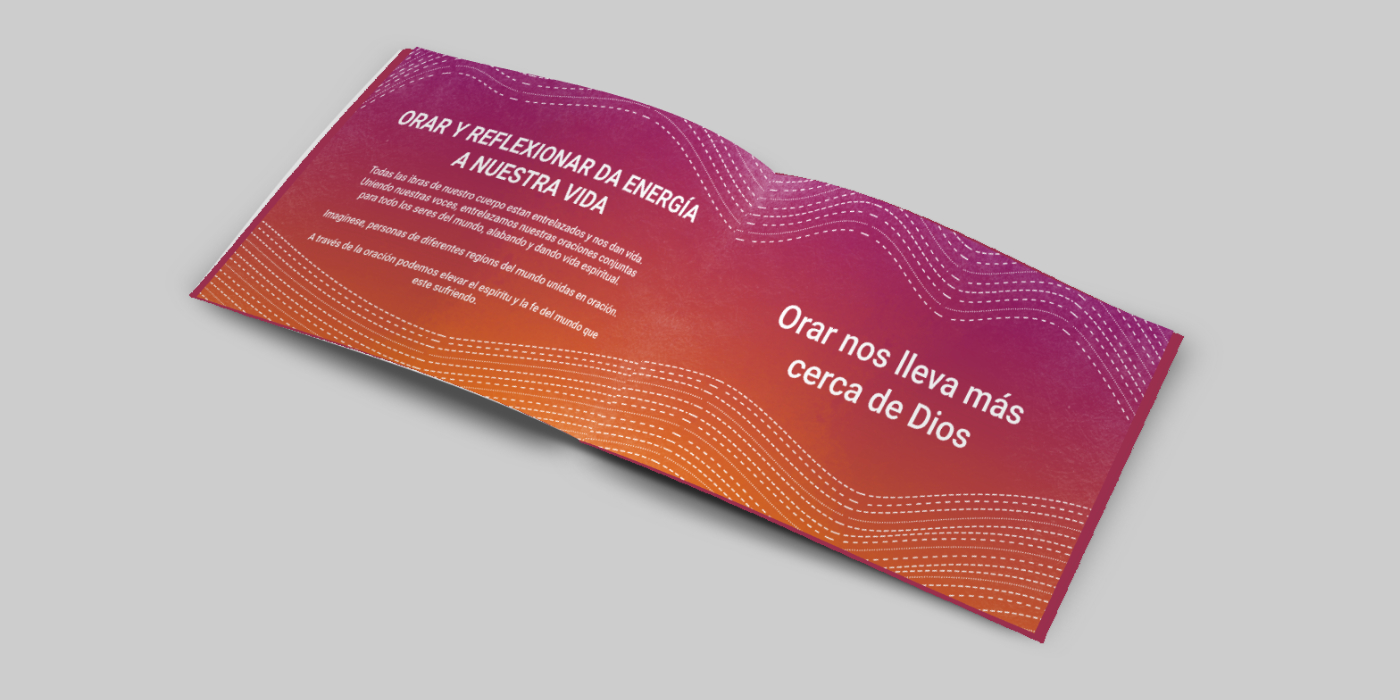 ORAR Y REFLEXIONAR DA ENERGÍA
A NUESTRA VIDA
Todas las ibras de nuestro cuerpo estan entrelazados y nos dan vida.
Uniendo nuestras voces, entrelazamos nuestras oraciones conjuntas
para todo los seres del mundo, alabando y dando vida espiritual.
Imaginese, personas de diferentes regions del mundo unidas en oración.
A través de la oración podemos elevar el espíritu y la fe del mundo que
este sufriendo.
Orar nos lleva más
cerca de Dios